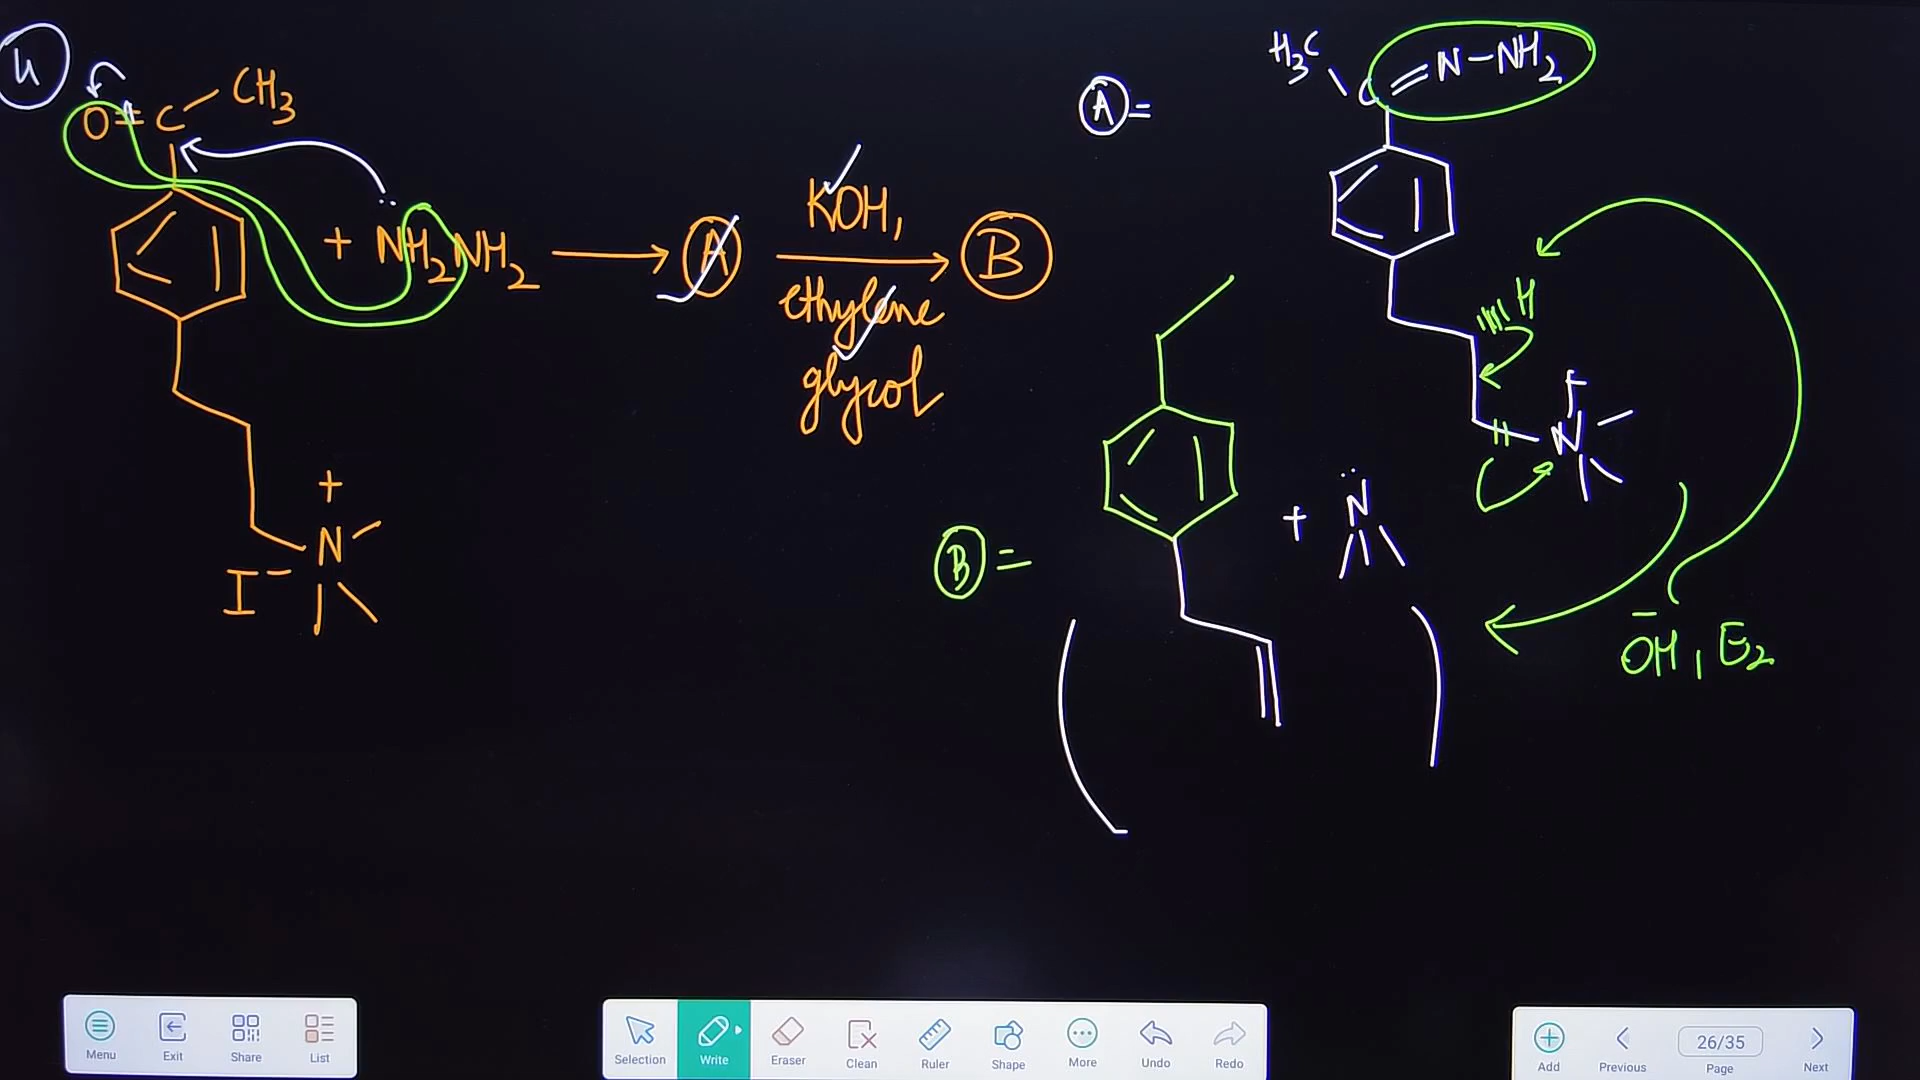 4
O=C-CH3
+ NH2NH2 → A
KOH,
ethylene
glycol
B
+
N
I⁻
A =
H3C
C=N-NH2
H
N
B =
+ N
⁻OH, E2
Menu
Exit
Share
List
Selection
Write
Eraser
Clean
Ruler
Shape
More
Undo
Redo
Add
Previous
26/35
Page
Next